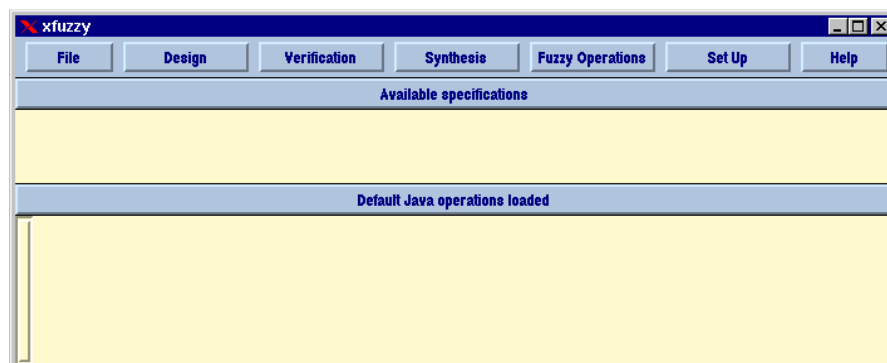 xfuzzy
File Design Verification Synthesis Fuzzy Operations Set Up Help
Available specifications
Default Java operations loaded